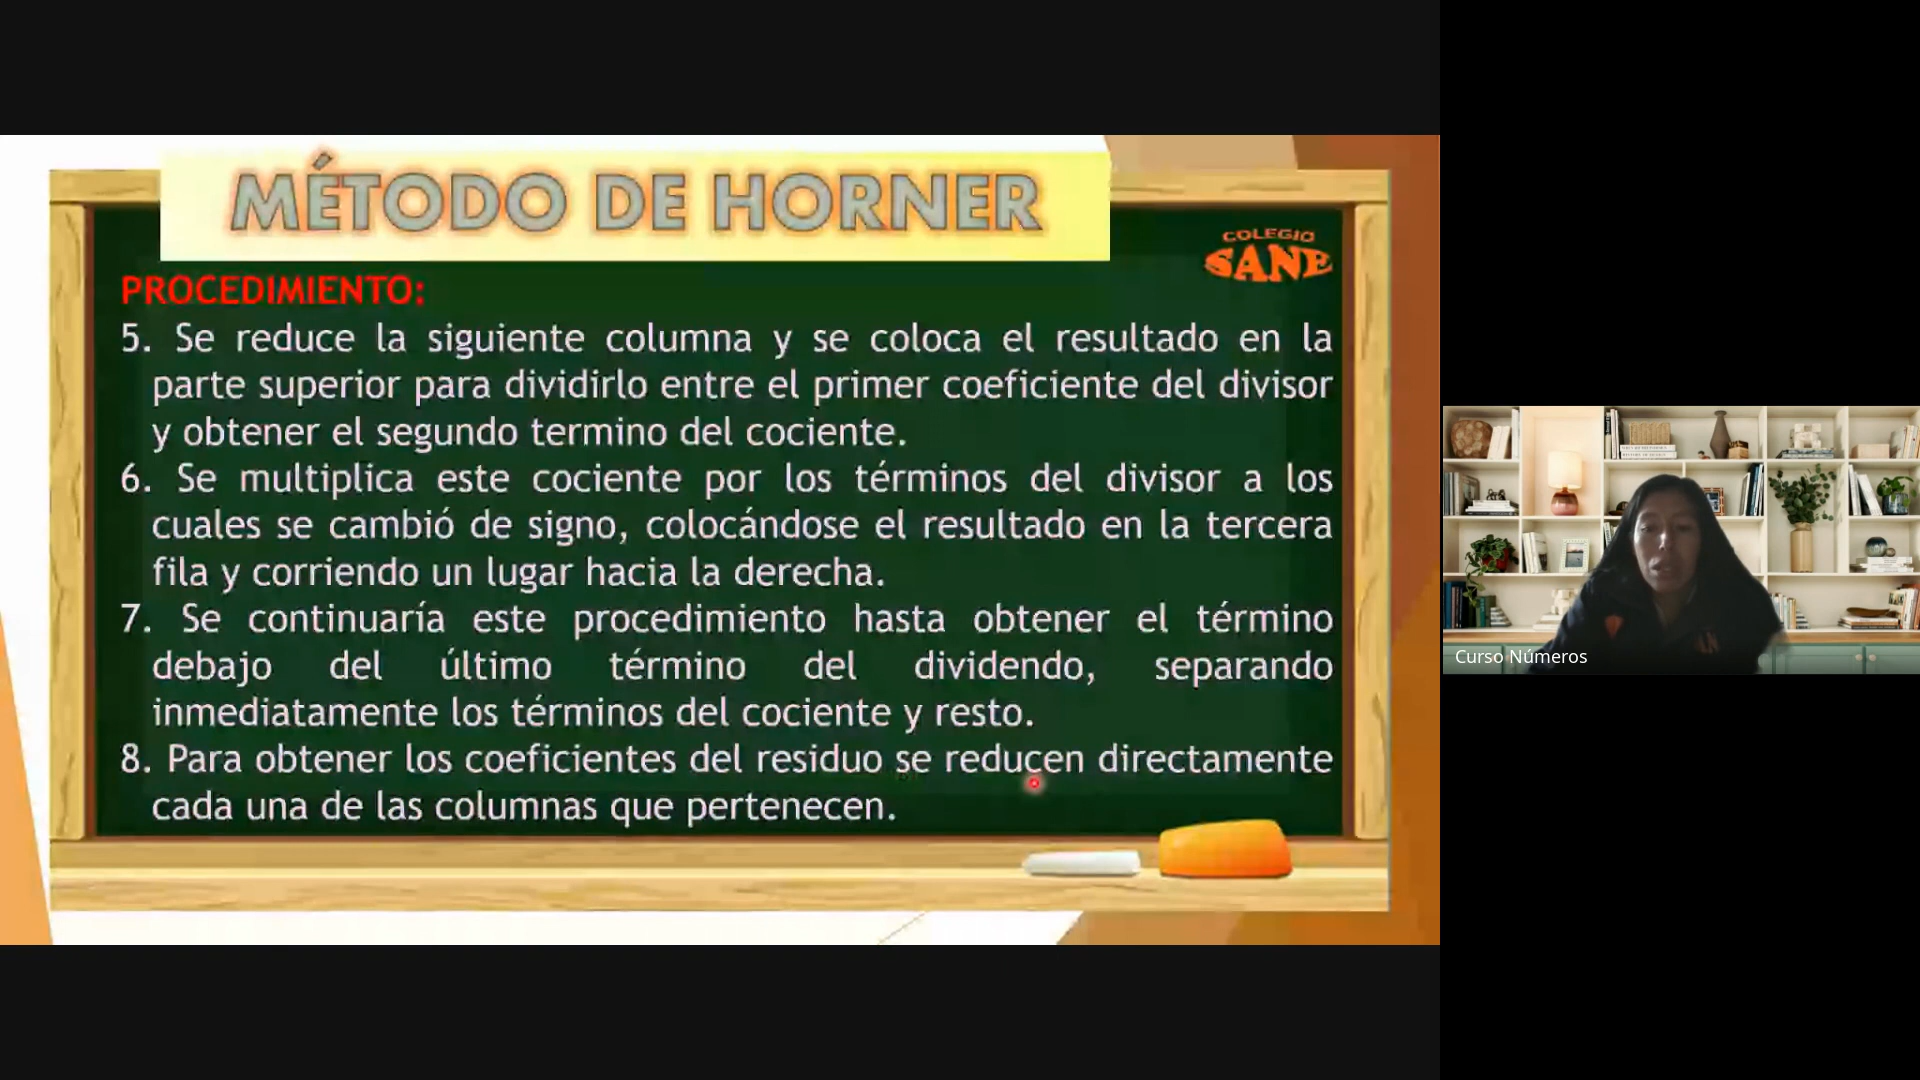 MÉTODO DE HORNER
COLEGIO
SANE
PROCEDIMIENTO:
5. Se reduce la siguiente columna y se coloca el resultado en la
parte superior para dividirlo entre el primer coeficiente del divisor
y obtener el segundo termino del cociente.
6. Se multiplica este cociente por los términos del divisor a los
cuales se cambió de signo, colocándose el resultado en la tercera
fila y corriendo un lugar hacia la derecha.
7. Se continuaría este procedimiento hasta obtener el término
debajo del último término del dividendo, separando
inmediatamente los términos del cociente y resto.
8. Para obtener los coeficientes del residuo se reducen directamente
cada una de las columnas que pertenecen.
Curso Números